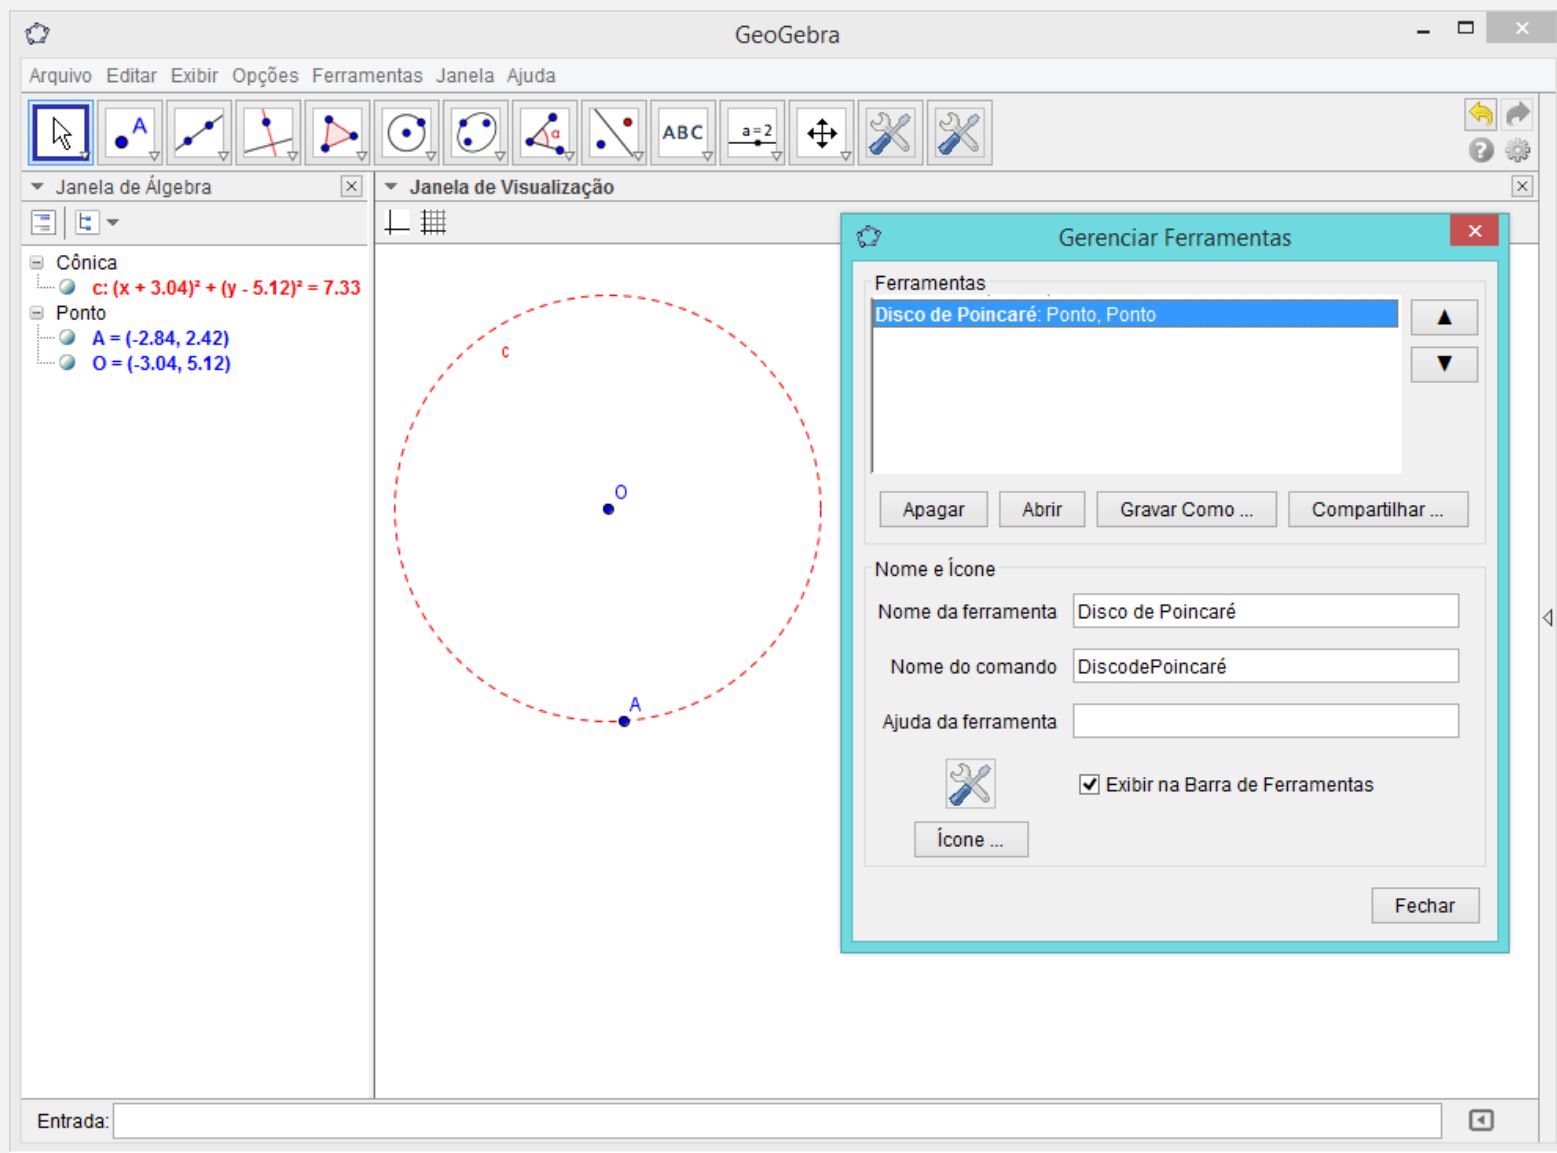 GeoGebra
Arquivo Editar Exibir Opções Ferramentas Janela Ajuda
A
α
ABC
a=2
Janela de Álgebra
Janela de Visualização
Cônica
c: (x + 3.04)² + (y - 5.12)² = 7.33
Ponto
A = (-2.84, 2.42)
O = (-3.04, 5.12)
c
O
A
Gerenciar Ferramentas
Ferramentas
Disco de Poincaré: Ponto, Ponto
Apagar Abrir Gravar Como ... Compartilhar ...
Nome e Ícone
Nome da ferramenta Disco de Poincaré
Nome do comando DiscodePoincaré
Ajuda da ferramenta
Exibir na Barra de Ferramentas
Ícone ...
Fechar
Entrada: